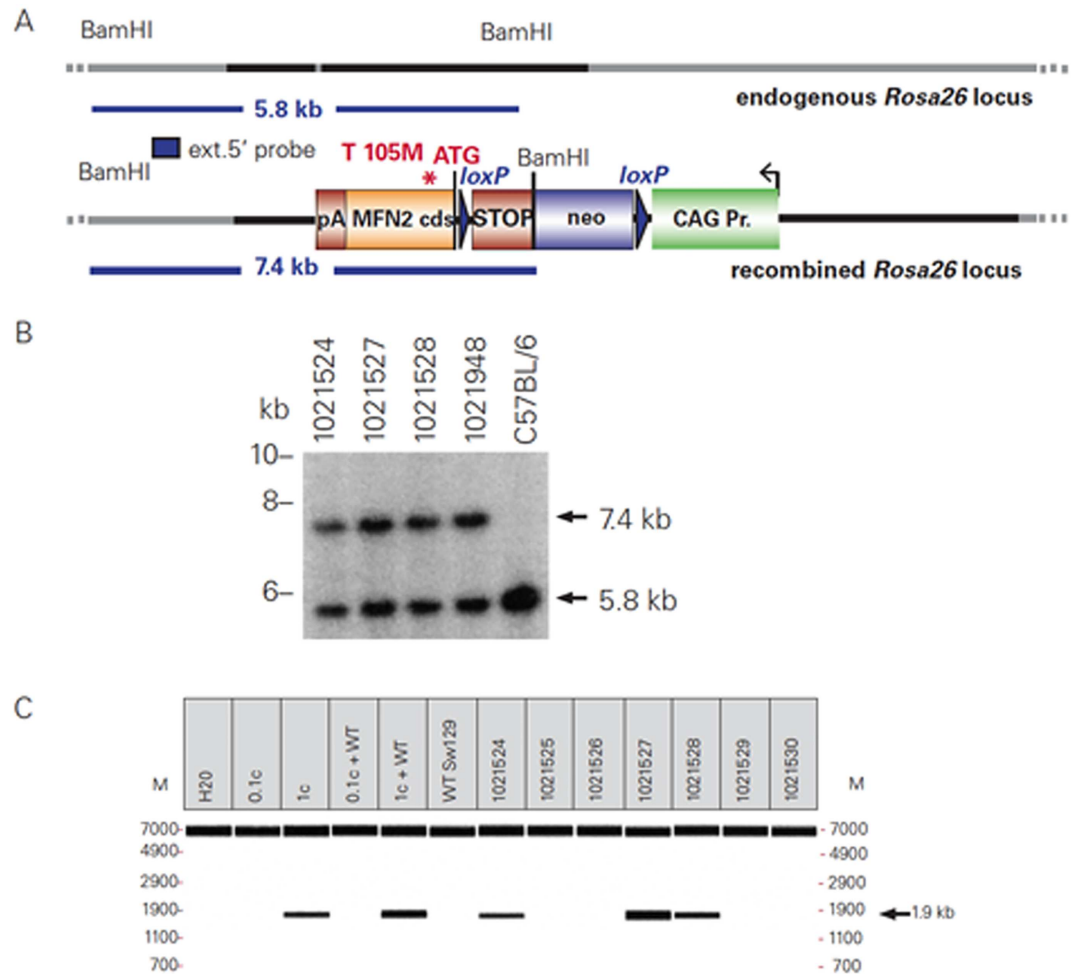 A
BamHI BamHI
endogenous Rosa26 locus
5.8 kb
ext.5′ probe
T 105M ATG
BamHI BamHI
* loxP loxP
pA MFN2 cds STOP neo CAG Pr.
7.4 kb
recombined Rosa26 locus
B
kb 1021524 1021527 1021528 1021948 C57BL/6
10–
8–
7.4 kb
6–
5.8 kb
C
M H20 0.1c 1c 0.1c + WT 1c + WT WT Sw129 1021524 1021525 1021526 1021527 1021528 1021529 1021530 M
7000- - 7000
4900- - 4900
2900- - 2900
1900- - 1900 1.9 kb
1100- - 1100
700- - 700